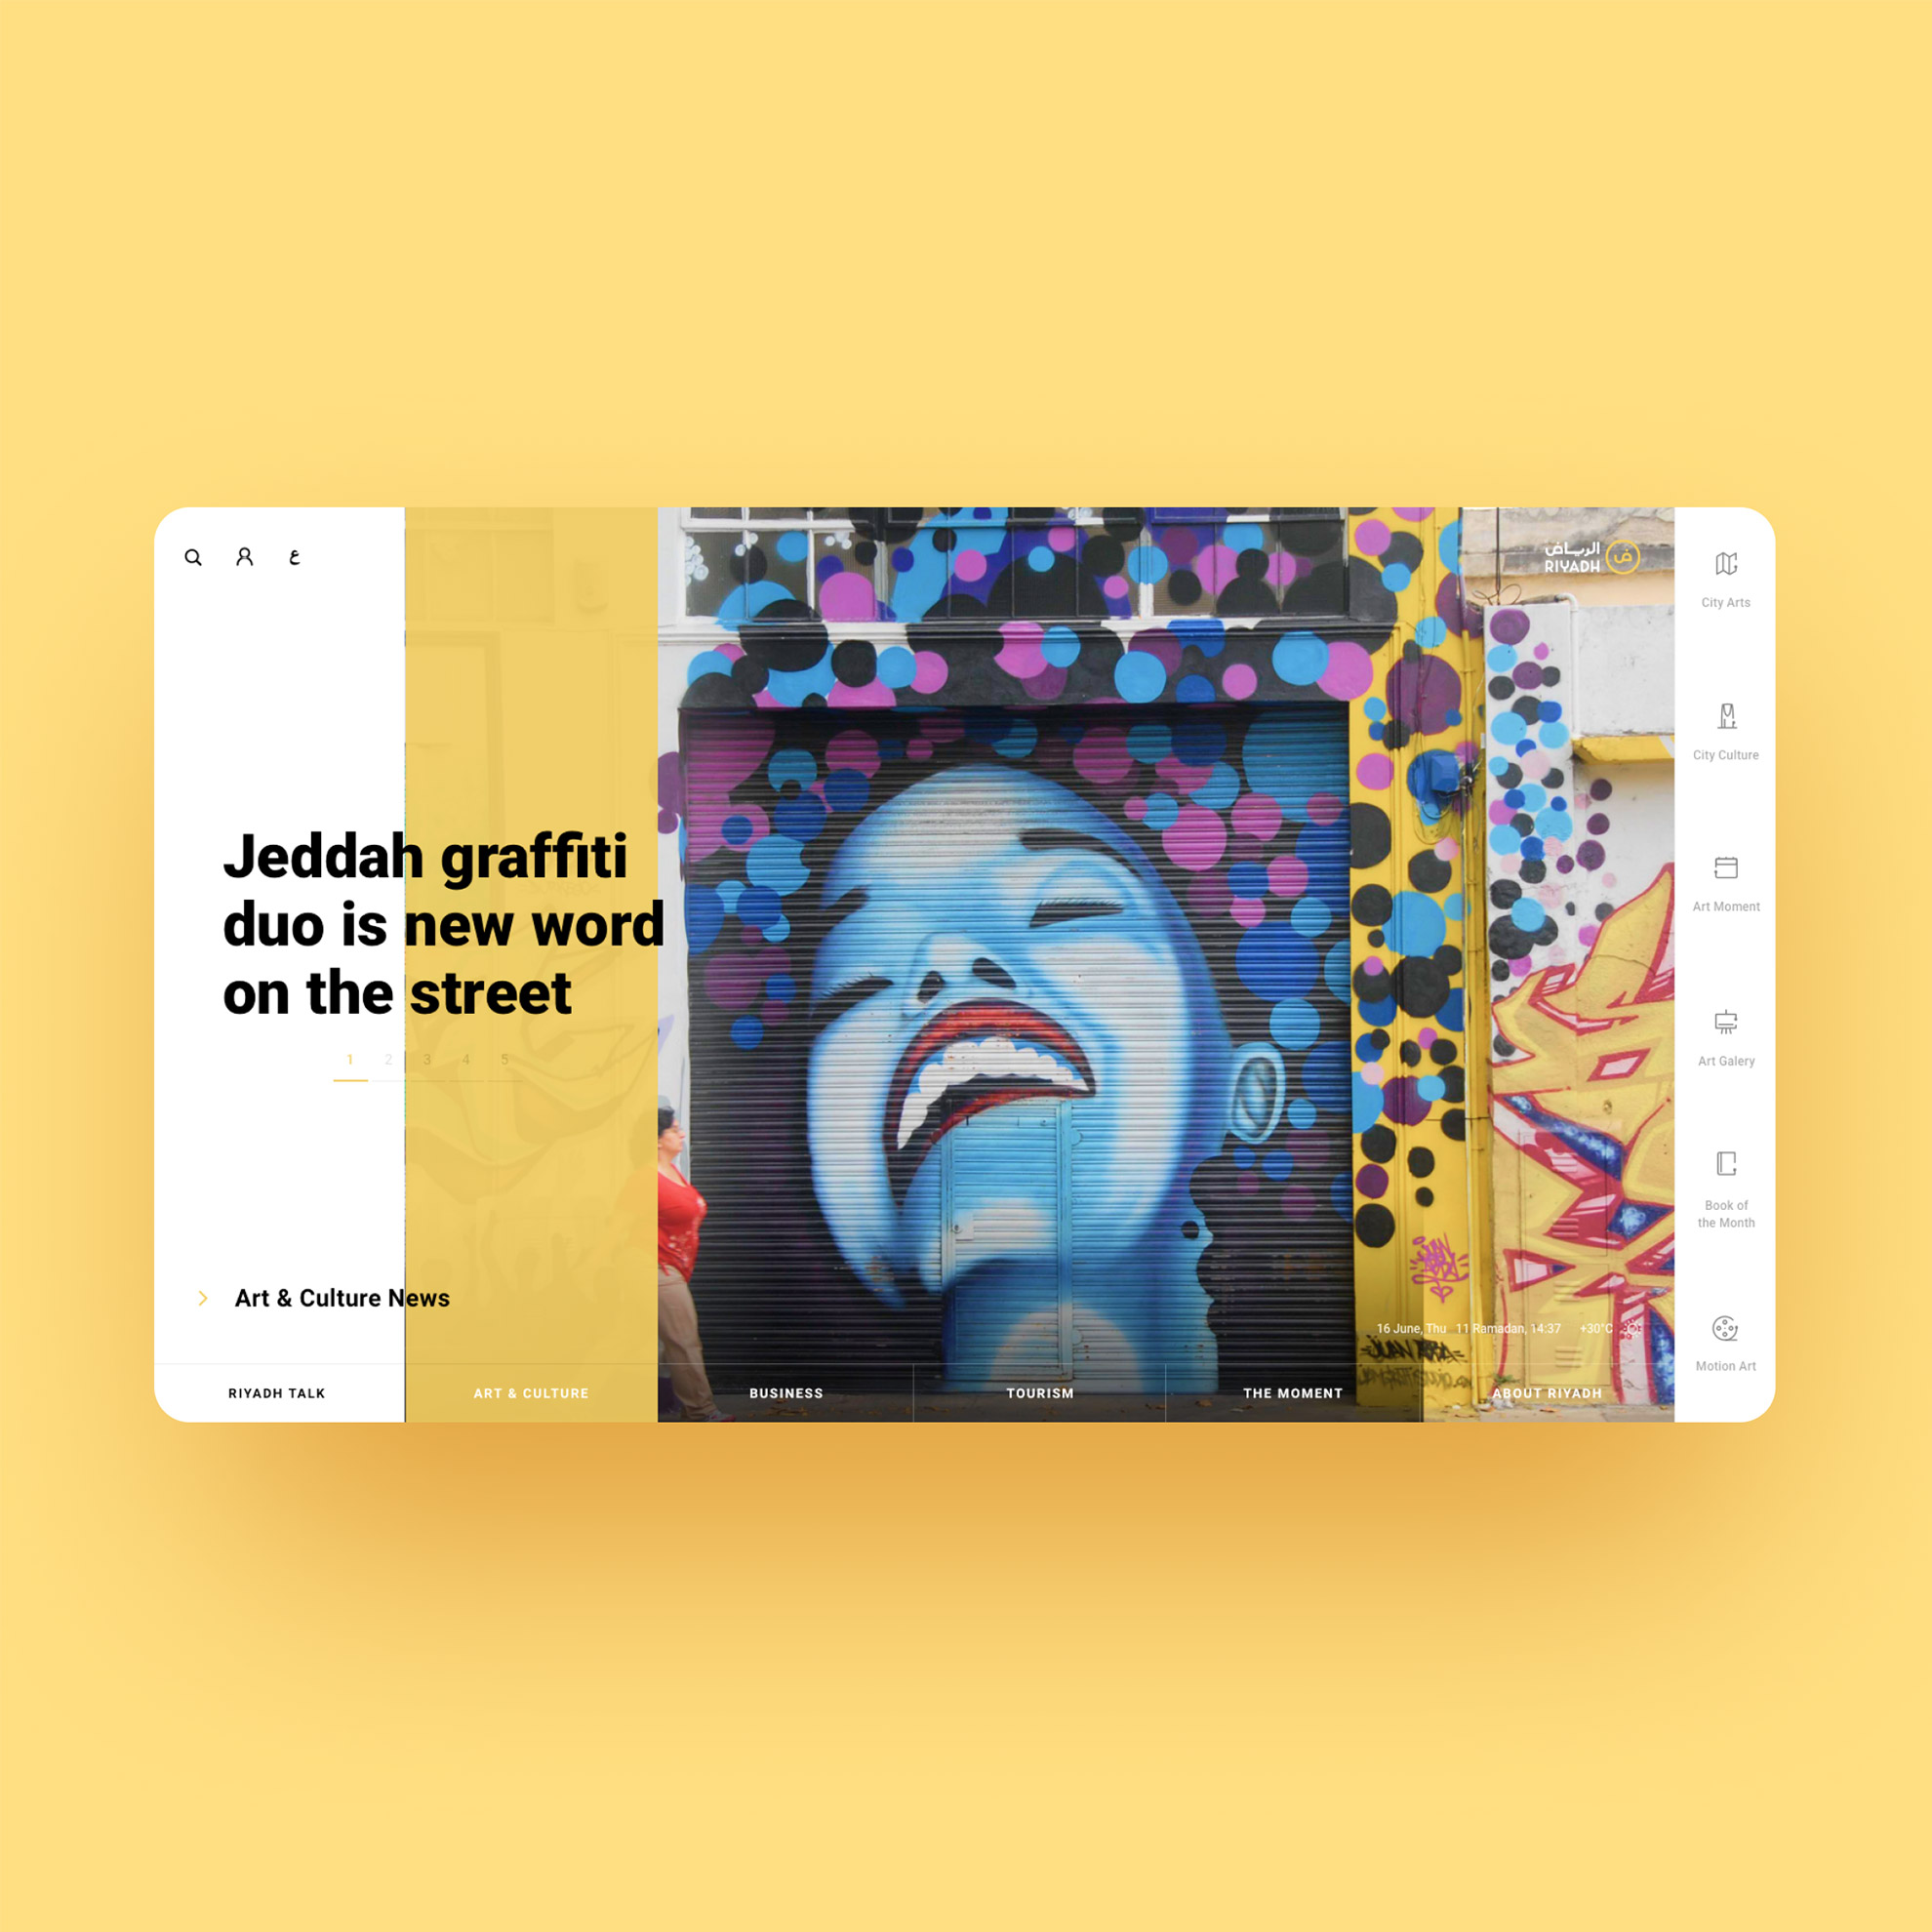 ع
الرياض
RIYADH
ض
Jeddah graffiti
duo is new word
on the street
1 2 3 4 5
Art & Culture News
16 June, Thu 11 Ramadan, 14:37 +30°C
RIYADH TALK
ART & CULTURE
BUSINESS
TOURISM
THE MOMENT
ABOUT RIYADH
City Arts
City Culture
Art Moment
Art Galery
Book of
the Month
Motion Art